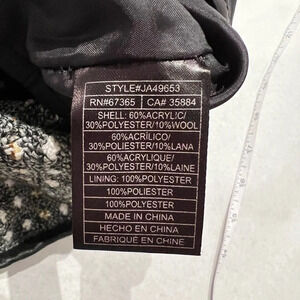 STYLE#JA49653
RN#67365 CA# 35884
SHELL: 60%ACRYLIC/
30%POLYESTER/10%WOOL
60%ACRÍLICO/
30%POLIESTER/10%LANA
60%ACRYLIQUE/
30%POLYESTER/10%LAINE
LINING: 100%POLYESTER
100%POLIESTER
100%POLYESTER
MADE IN CHINA
HECHO EN CHINA
FABRIQUÉ EN CHINE